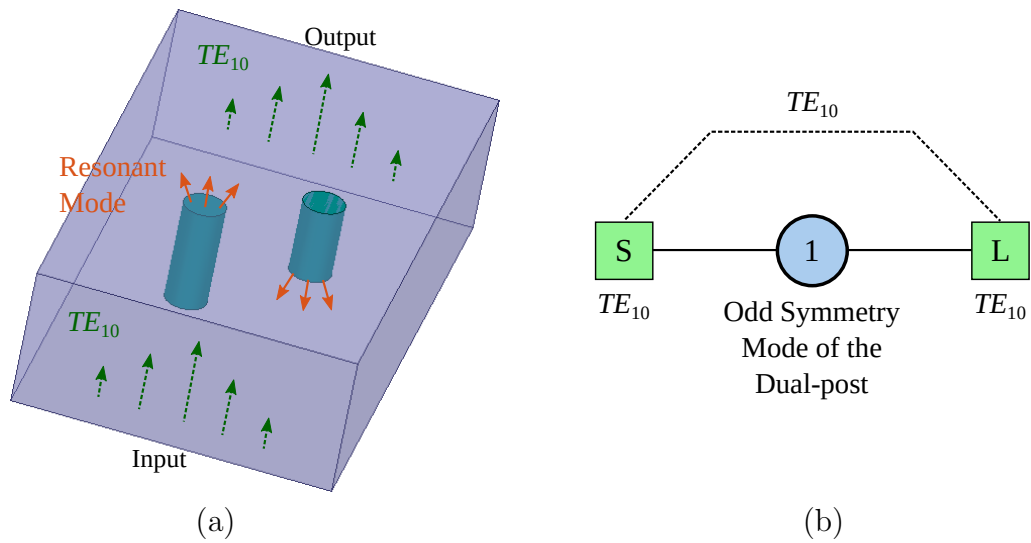 Output
TE10
Resonant
Mode
TE10
Input
(a)
TE10
S
1
L
TE10
TE10
Odd Symmetry
Mode of the
Dual-post
(b)